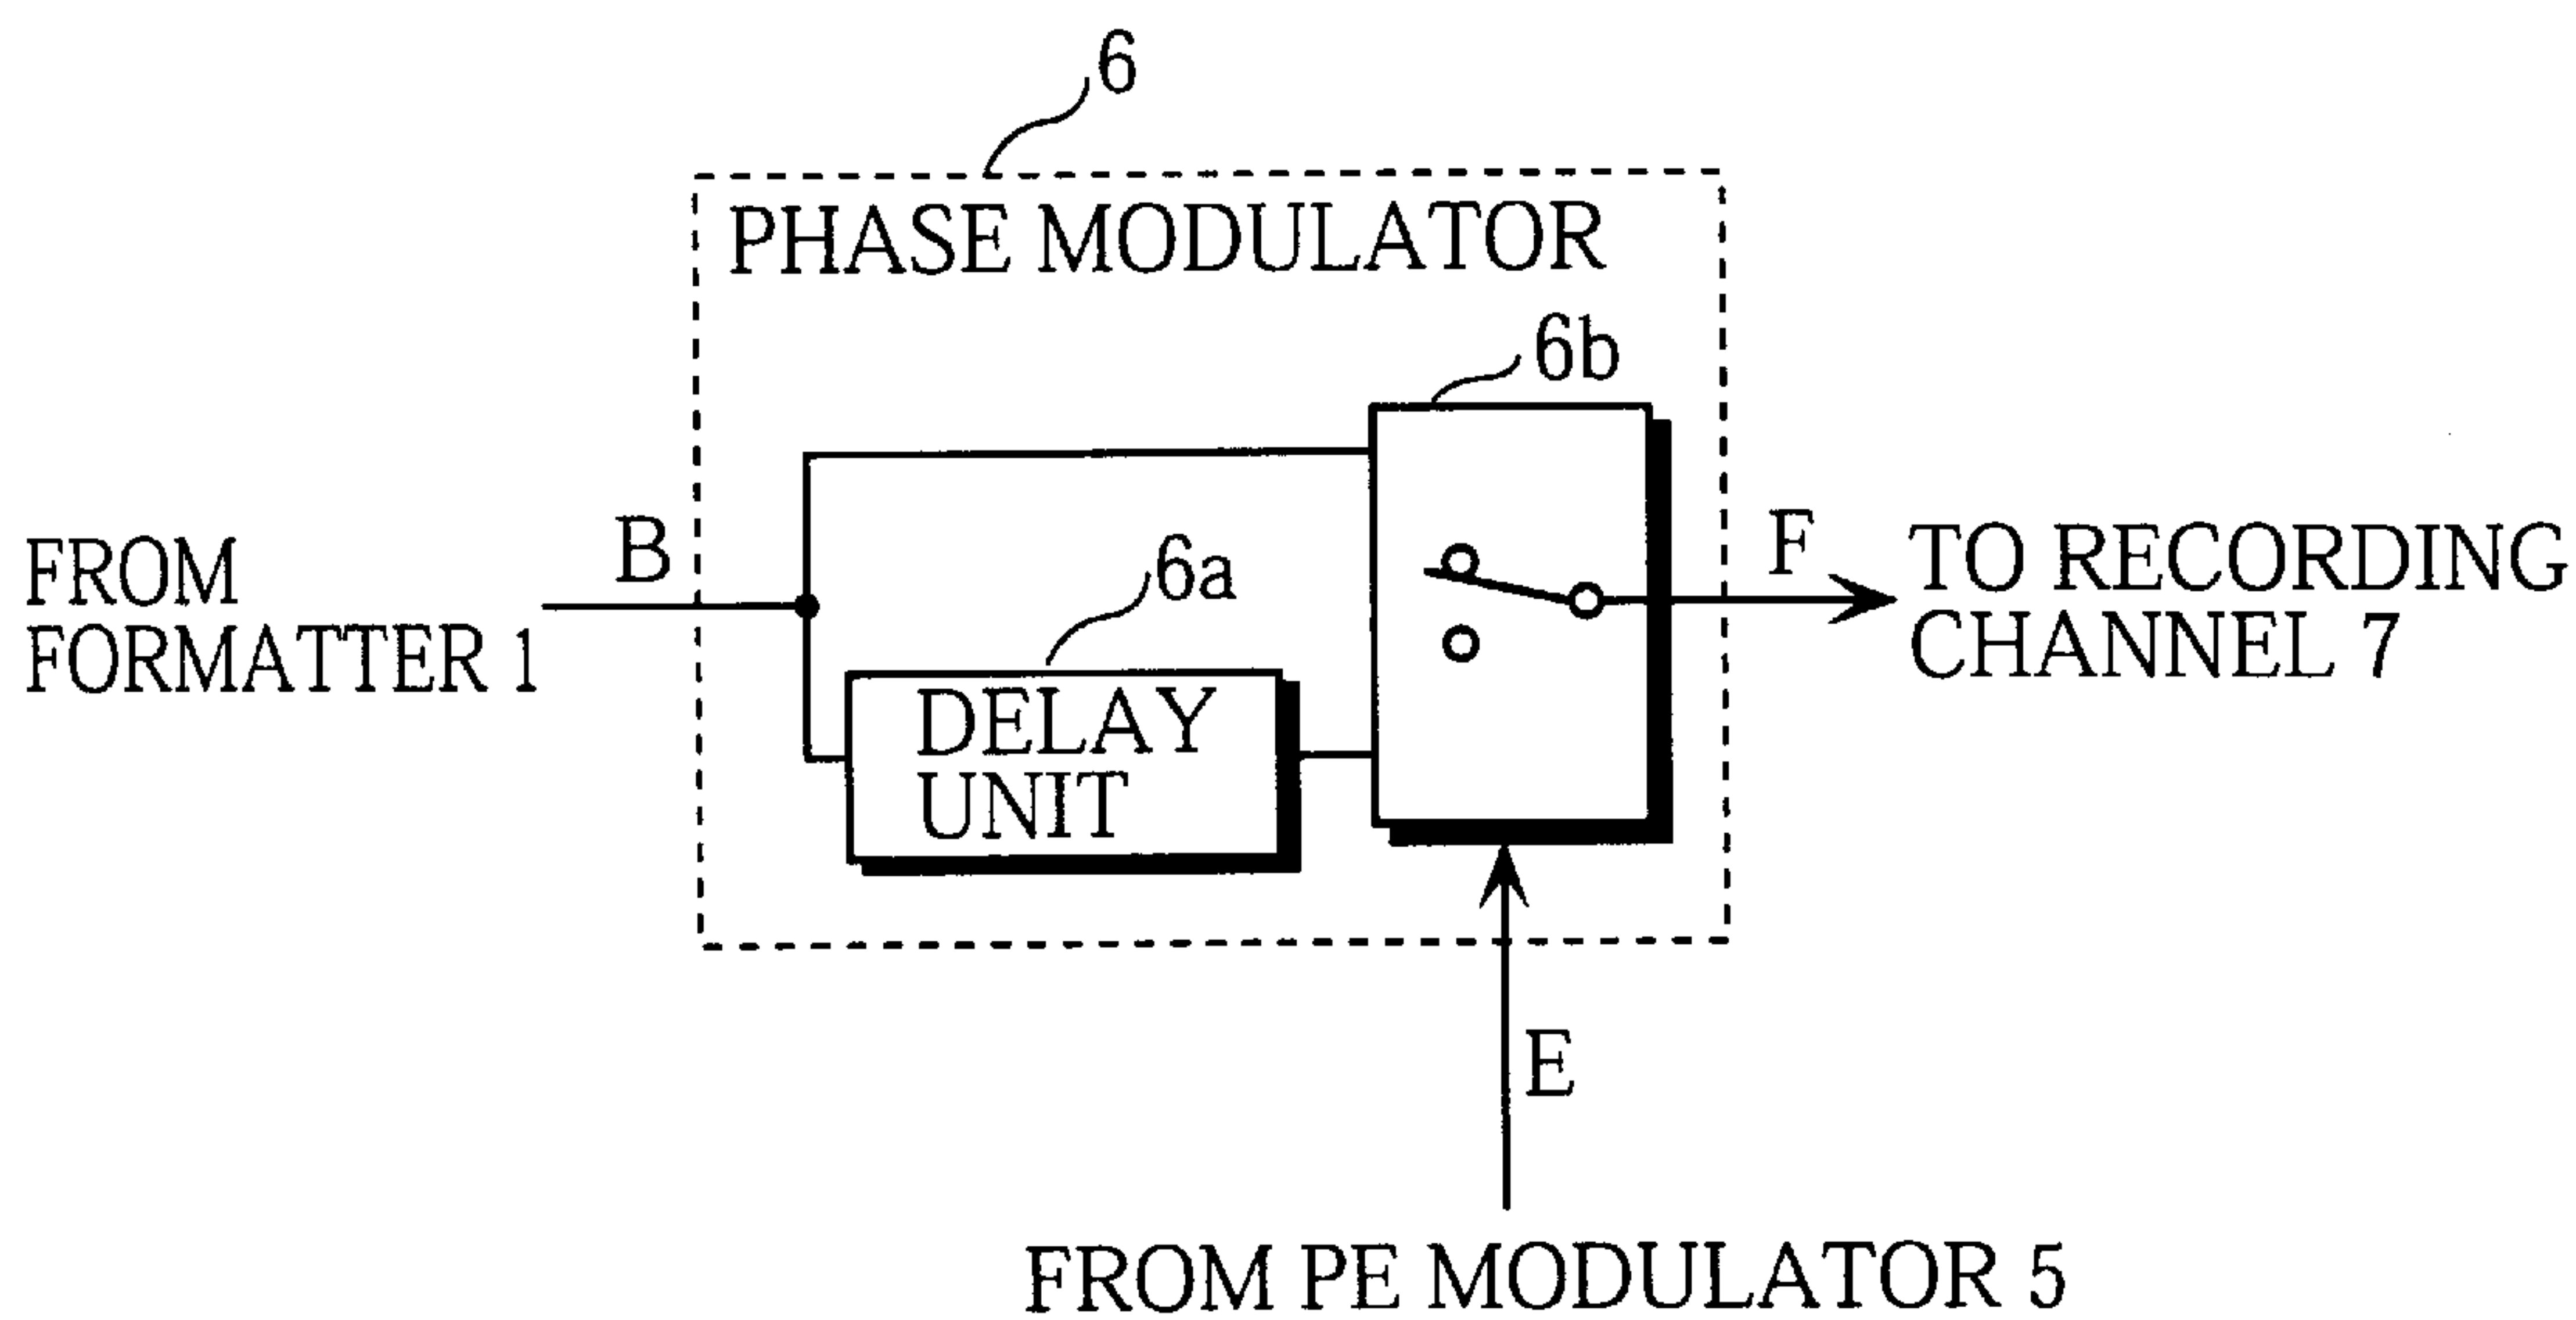 6
PHASE MODULATOR
6b
B
F
FROM
FORMATTER 1
6a
TO RECORDING
CHANNEL 7
DELAY
UNIT
E
FROM PE MODULATOR 5